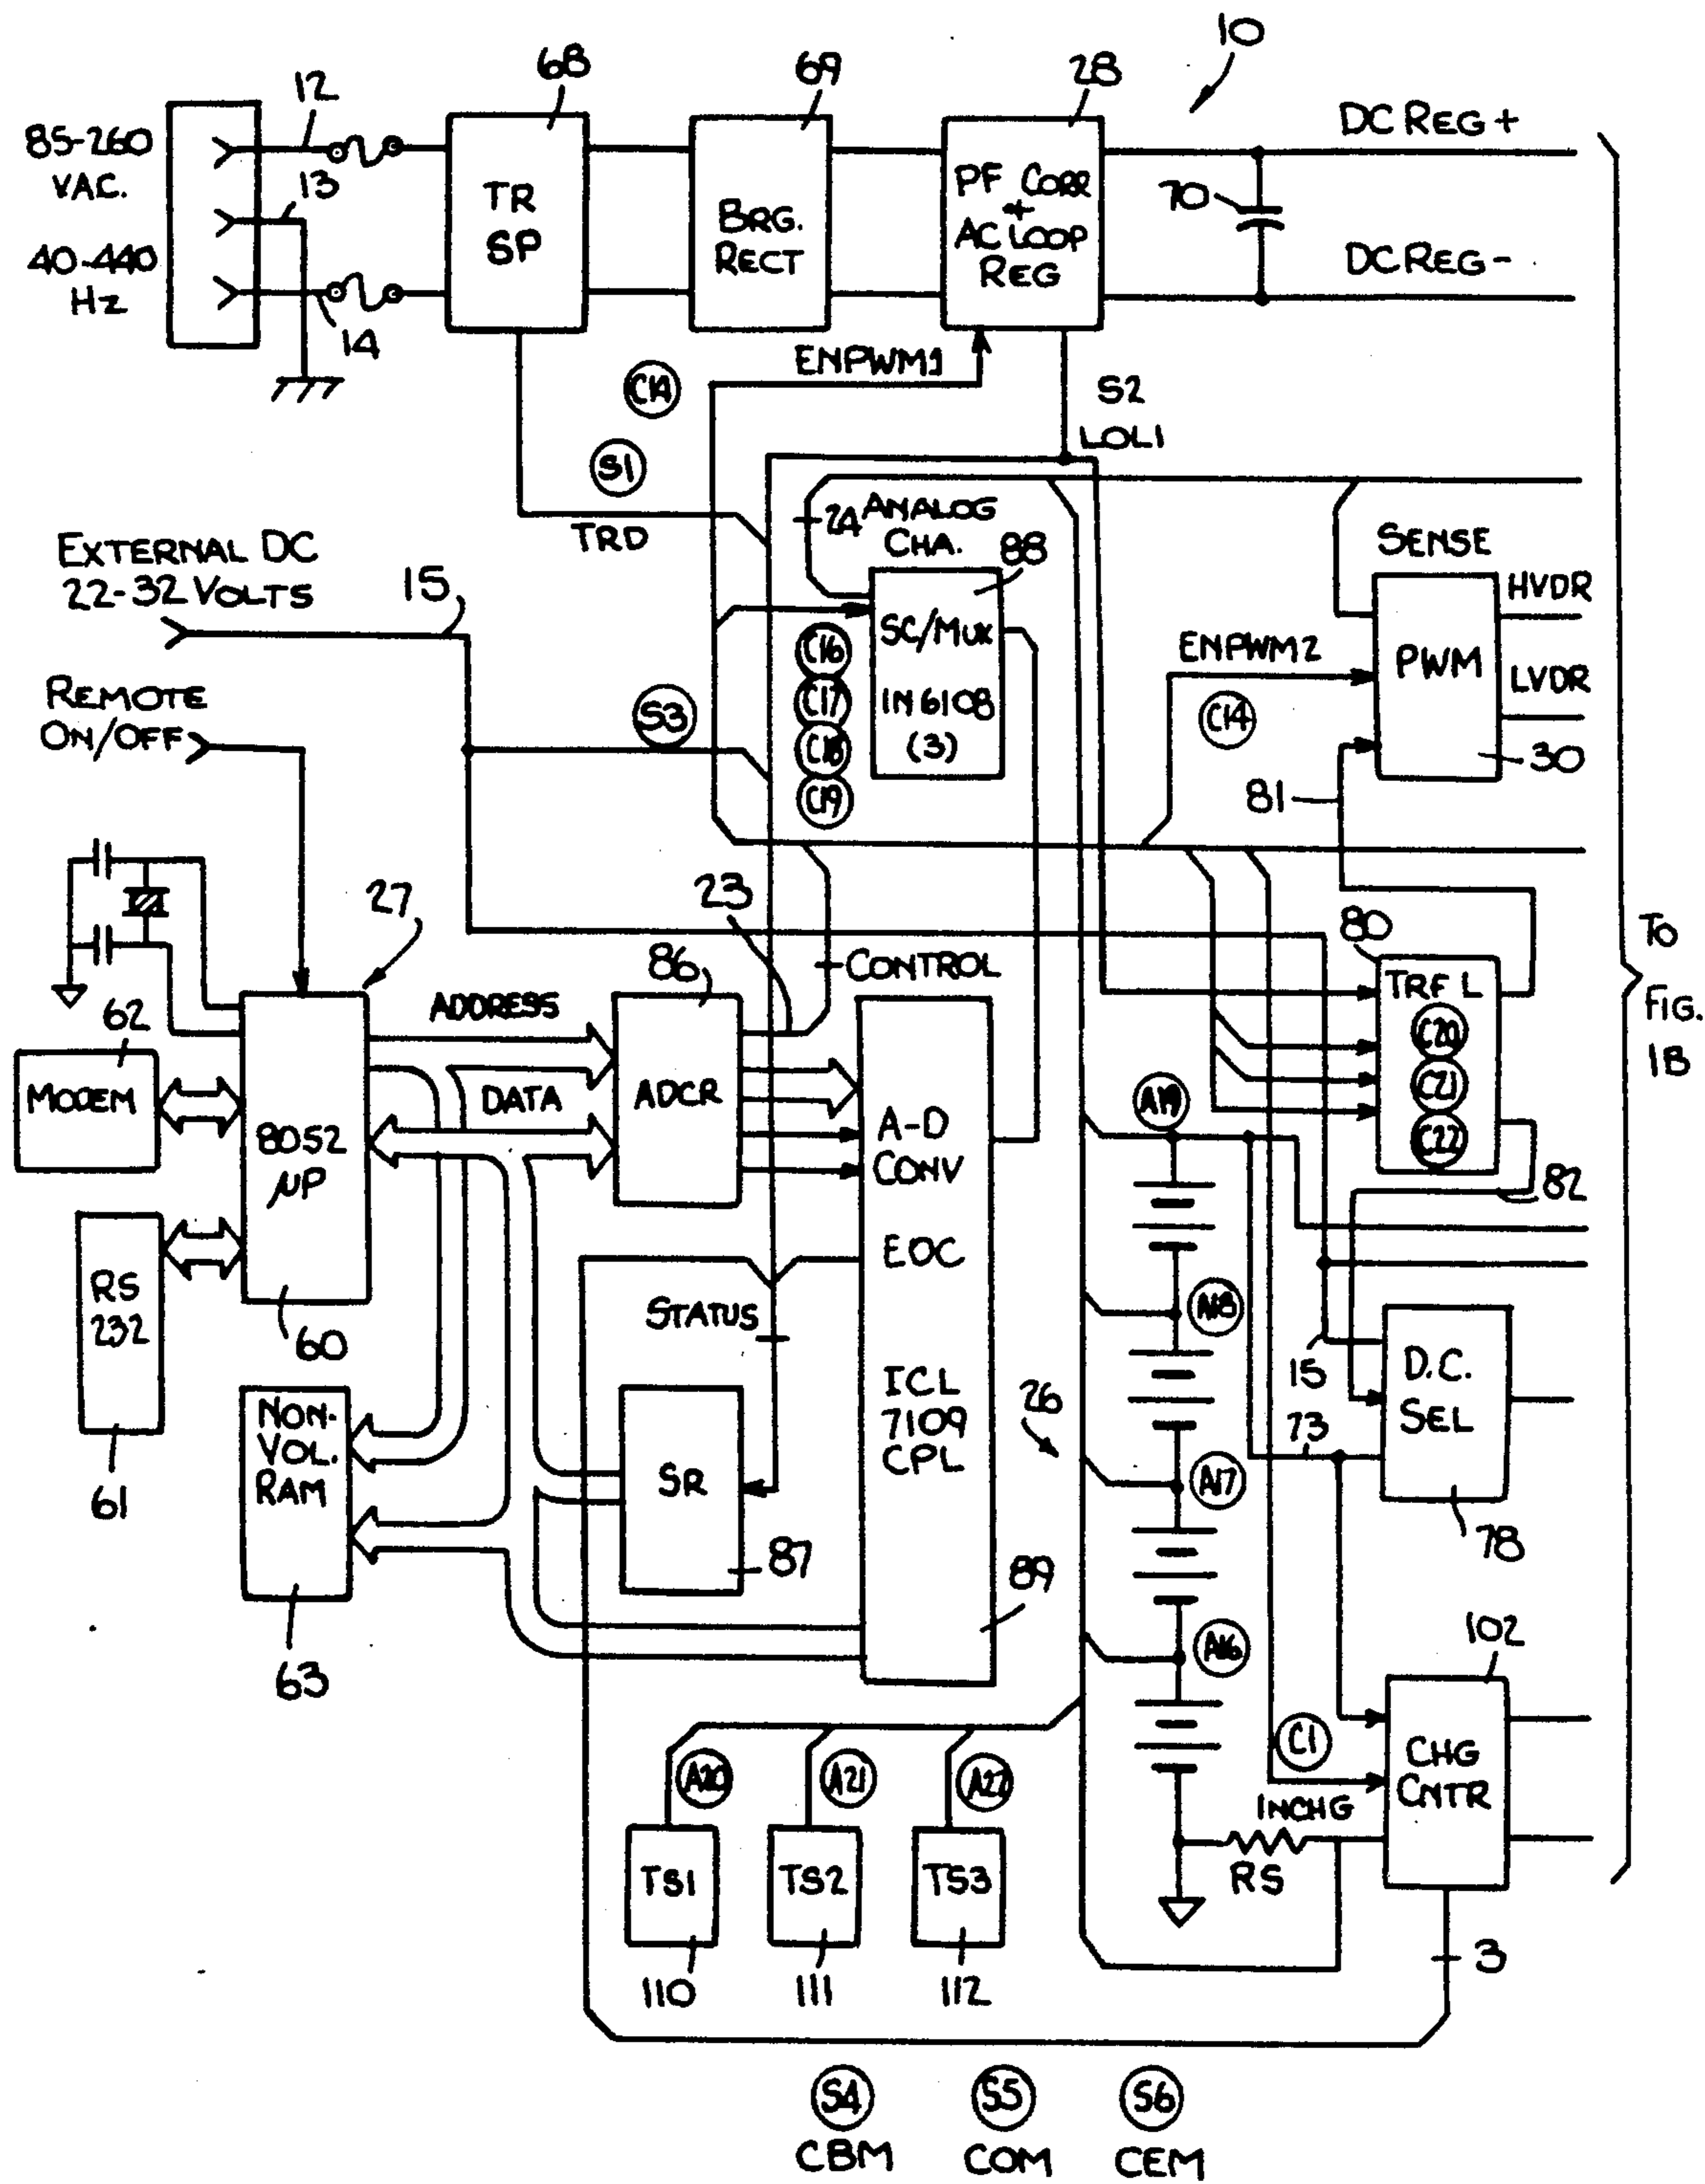 10
68
69
28
12
85-260
VAC.
13
40-440
Hz
14
TR
SP
BRG.
RECT
PF CORR
+
AC LOOP
REG
DC REG +
70
DC REG -
ENPWM1
C14
S2
LOL1
S1
TRD
24 ANALOG
CHA.
88
SENSE
HVDR
EXTERNAL DC
22-32 VOLTS
15
SC/MUX
IN6108
(3)
C16
C17
C18
C19
ENPWM2
C14
PWM
LVDR
30
REMOTE
ON/OFF
S3
81
27
23
80
TO
FIG.
1B
86
CONTROL
TRF L
C20
C21
C22
62
MODEM
ADDRESS
DATA
8052
μP
ADCR
A-D
CONV
A19
82
RS
232
EOC
60
STATUS
A18
15
D.C.
SEL
61
NON-
VOL.
RAM
ICL
7109
CPL
26
73
SR
A17
78
87
89
63
A16
102
A20
A21
A22
C1
CHG
CNTR
INCHG
RS
TS1
TS2
TS3
110
111
112
3
S4
S5
S6
CBM
COM
CEM